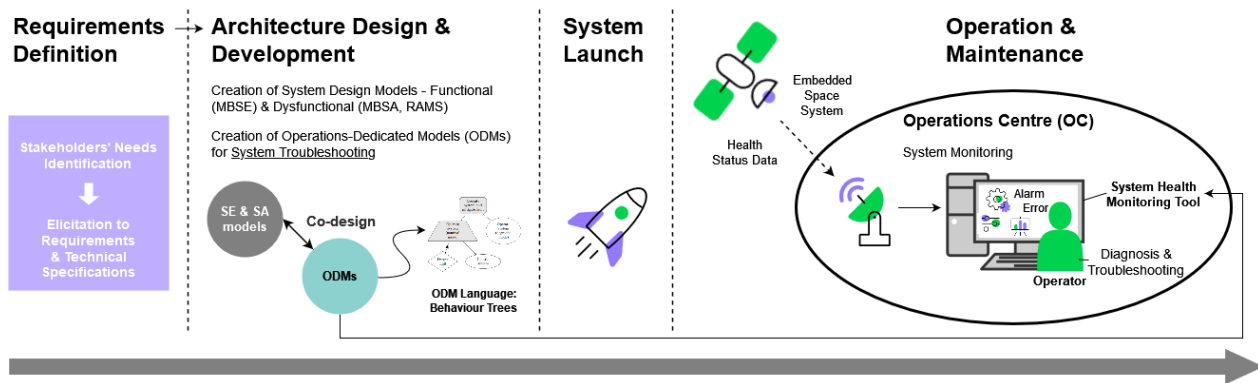 Requirements
Definition
Stakeholders' Needs
Identification
Elicitation to
Requirements
& Technical
Specifications
Architecture Design &
Development
Creation of System Design Models - Functional
(MBSE) & Dysfunctional (MBSA, RAMS)
Creation of Operations-Dedicated Models (ODMs)
for System Troubleshooting
SE & SA
models
Co-design
ODMs
ODM Language:
Behaviour Trees
System
Launch
Operation &
Maintenance
Embedded
Space
System
Health
Status Data
Operations Centre (OC)
System Monitoring
Alarm
Error
System Health
Monitoring Tool
Diagnosis &
Troubleshooting
Operator